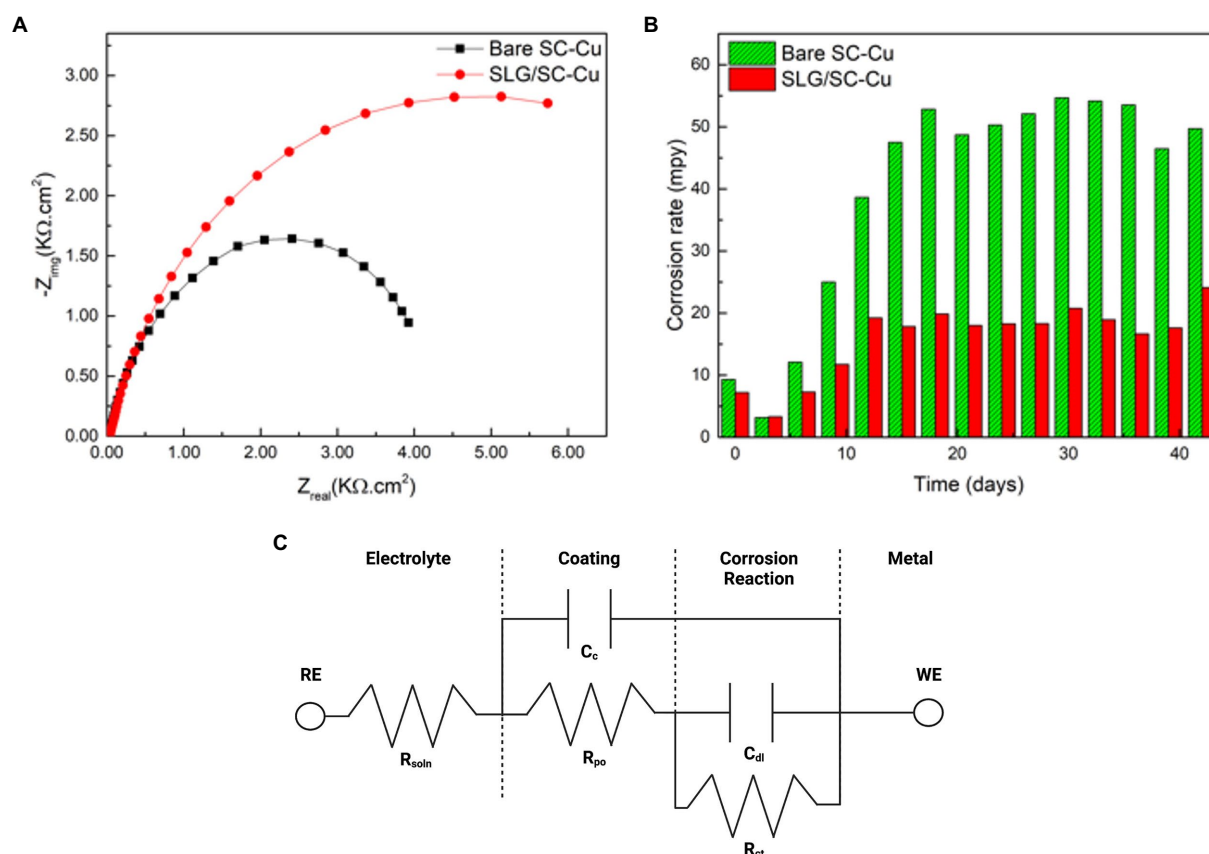 A
Bare SC-Cu
SLG/SC-Cu
3.00
2.50
2.00
1.50
1.00
0.50
0.00
-Z_img(KΩ.cm²)
0.00 1.00 2.00 3.00 4.00 5.00 6.00
Z_real(KΩ.cm²)
B
Bare SC-Cu
SLG/SC-Cu
60
50
40
30
20
10
0
Corrosion rate (mpy)
0 10 20 30 40
Time (days)
C
Electrolyte Coating Corrosion Metal
Reaction
C_c
RE WE
R_soln R_po C_dl